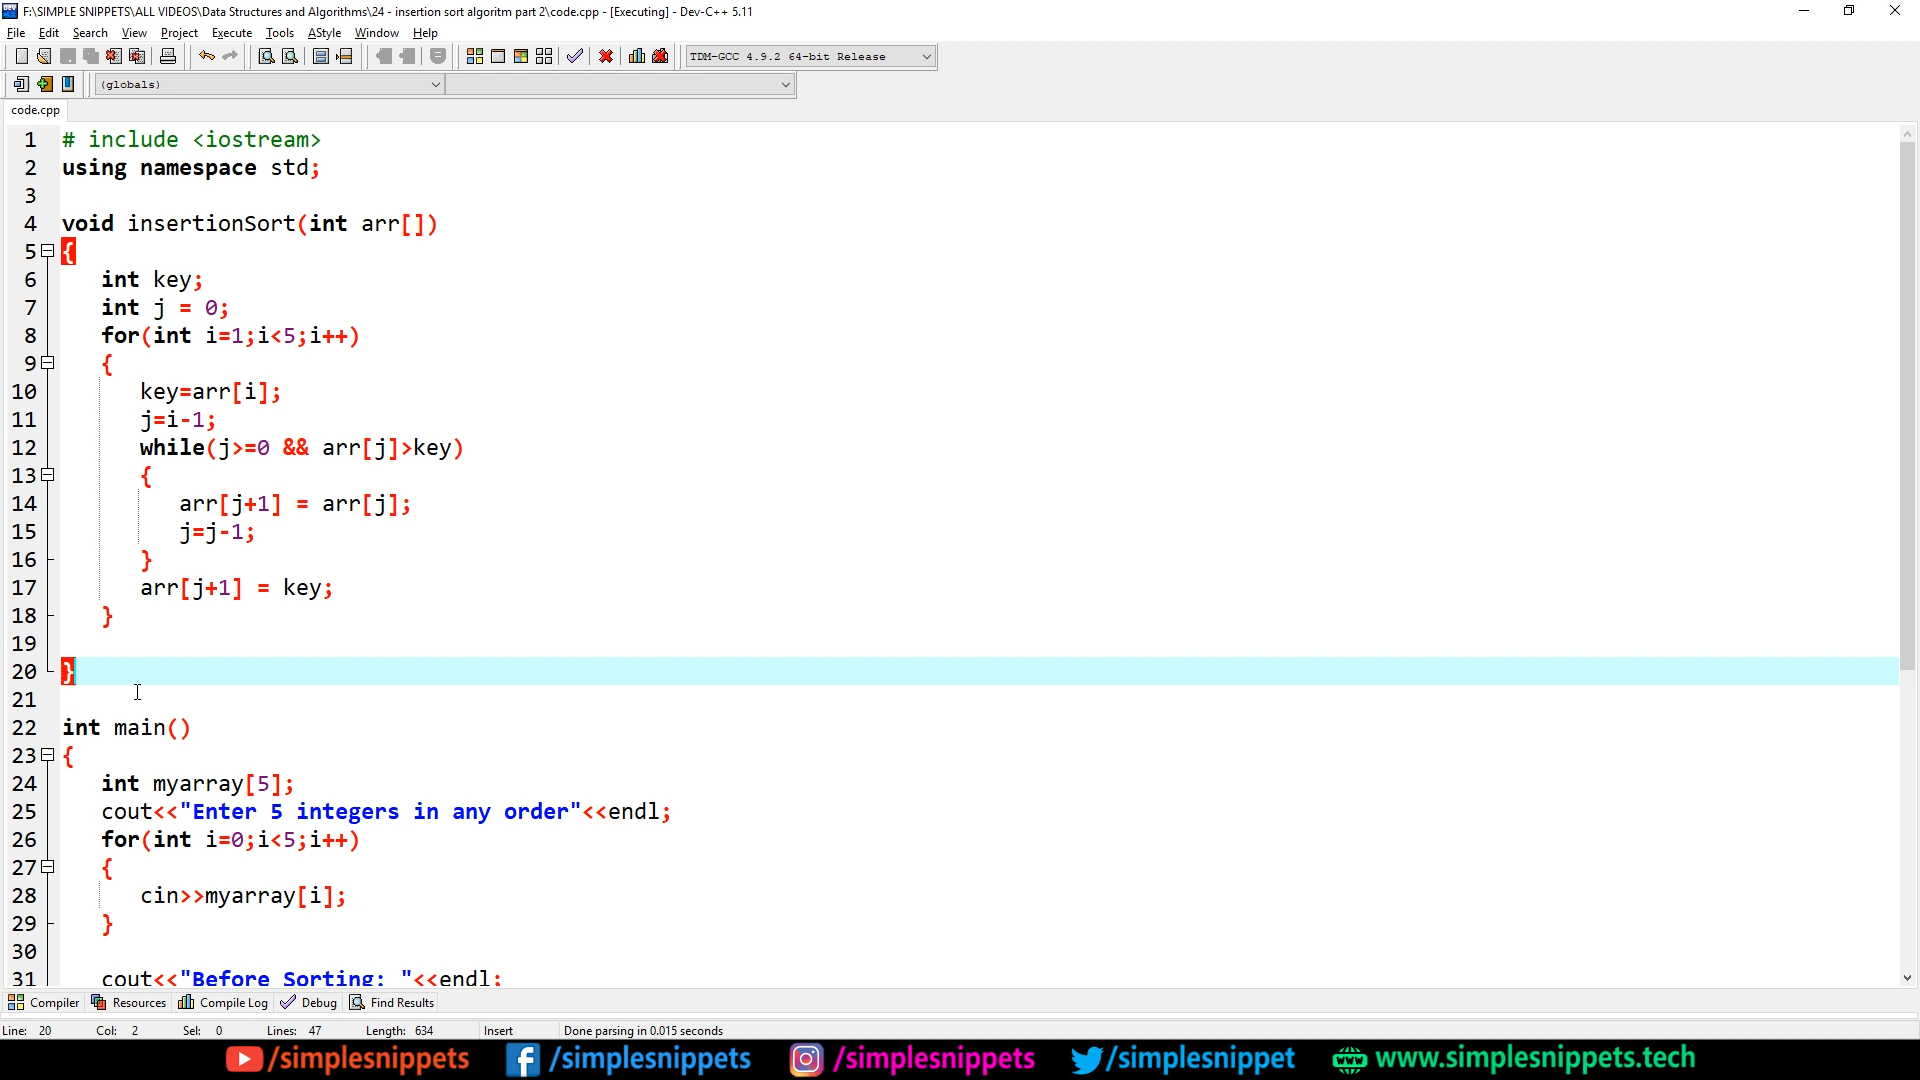 F:\SIMPLE SNIPPETS\ALL VIDEOS\Data Structures and Algorithms\24 - insertion sort algoritm part 2\code.cpp - [Executing] - Dev-C++ 5.11
File Edit Search View Project Execute Tools AStyle Window Help
TDM-GCC 4.9.2 64-bit Release
(globals)
code.cpp
1 # include <iostream>
2 using namespace std;
3
4 void insertionSort(int arr[])
5 {
6 int key;
7 int j = 0;
8 for(int i=1;i<5;i++)
9 {
10 key=arr[i];
11 j=i-1;
12 while(j>=0 && arr[j]>key)
13 {
14 arr[j+1] = arr[j];
15 j=j-1;
16 }
17 arr[j+1] = key;
18 }
19
20 }
21
22 int main()
23 {
24 int myarray[5];
25 cout<<"Enter 5 integers in any order"<<endl;
26 for(int i=0;i<5;i++)
27 {
28 cin>>myarray[i];
29 }
30
31 cout<<"Before Sorting: "<<endl;
Compiler Resources Compile Log Debug Find Results
Line: 20 Col: 2 Sel: 0 Lines: 47 Length: 634 Insert Done parsing in 0.015 seconds
/simplesnippets /simplesnippets /simplesnippets /simplesnippet www.simplesnippets.tech